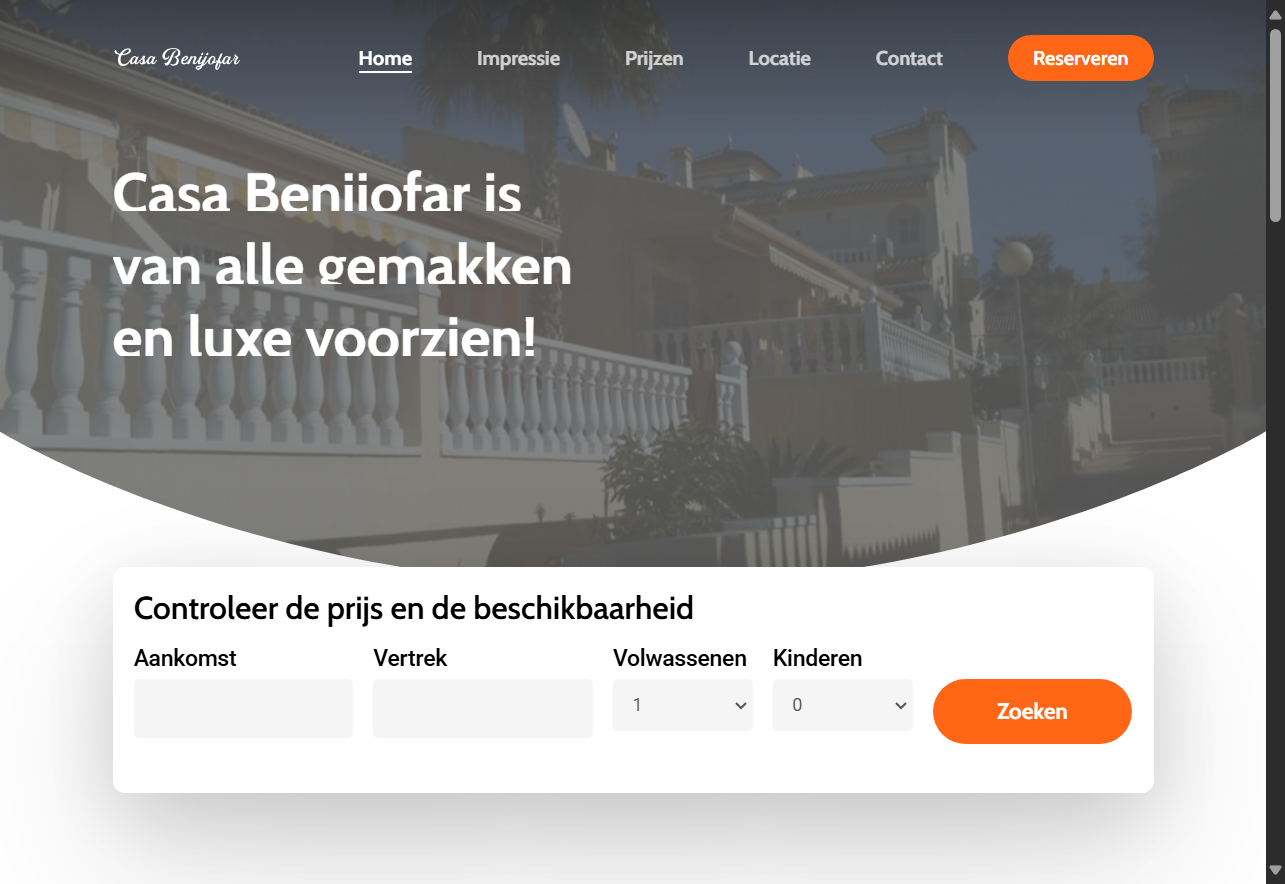 Casa Benijofar
Home
Impressie
Prijzen
Locatie
Contact
Reserveren
Casa Benijofar is
van alle gemakken
en luxe voorzien!
Controleer de prijs en de beschikbaarheid
Aankomst
Vertrek
Volwassenen
Kinderen
1
0
Zoeken